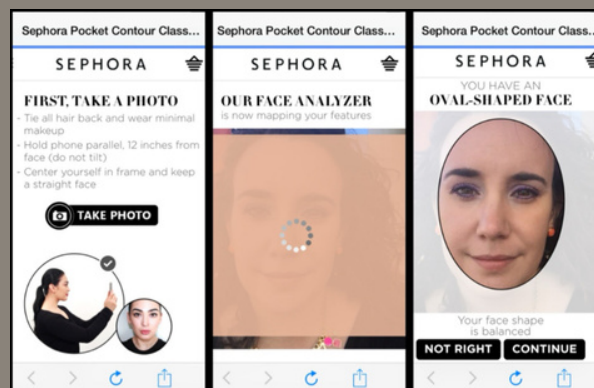 Sephora Pocket Contour Class...
SEPHORA
FIRST, TAKE A PHOTO
- Tie all hair back and wear minimal
makeup
- Hold phone parallel, 12 inches from
face (do not tilt)
- Center yourself in frame and keep
a straight face
TAKE PHOTO
Sephora Pocket Contour Class...
SEPHORA
OUR FACE ANALYZER
is now mapping your features
Sephora Pocket Contour Class...
SEPHORA
YOU HAVE AN
OVAL-SHAPED FACE
Your face shape
is balanced
NOT RIGHT
CONTINUE